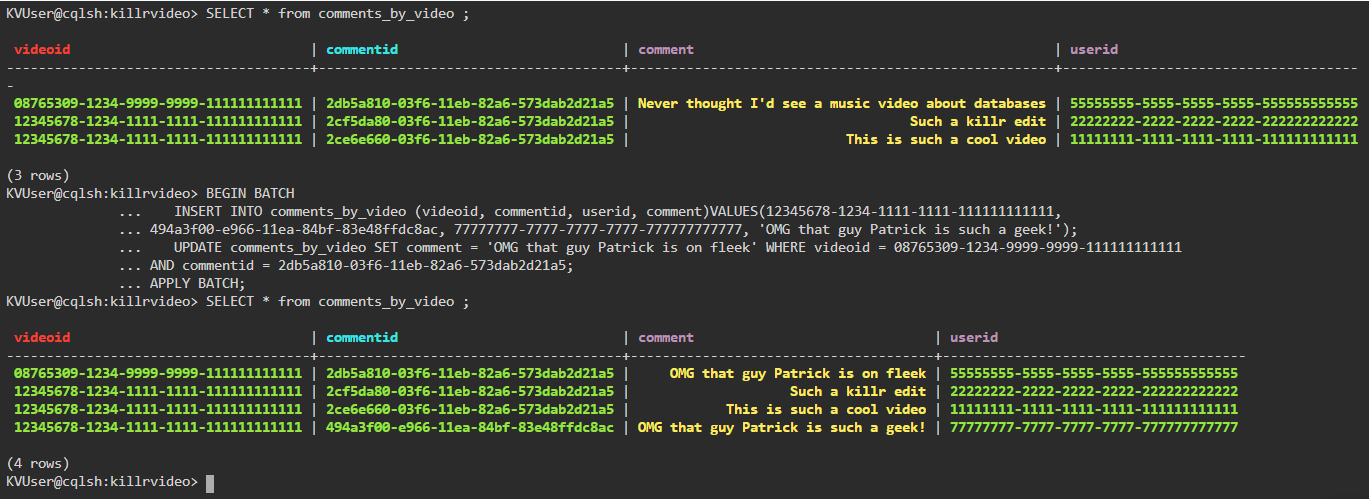 KVUser@cqlsh:killrvideo> SELECT * from comments_by_video ;
videoid | commentid | comment | userid
--------------------------------------+--------------------------------------+----------------------------------------------------+------------------------------------
-
08765309-1234-9999-9999-111111111111 | 2db5a810-03f6-11eb-82a6-573dab2d21a5 | Never thought I'd see a music video about databases | 55555555-5555-5555-5555-555555555555
12345678-1234-1111-1111-111111111111 | 2cf5da80-03f6-11eb-82a6-573dab2d21a5 | Such a killr edit | 22222222-2222-2222-2222-222222222222
12345678-1234-1111-1111-111111111111 | 2ce6e660-03f6-11eb-82a6-573dab2d21a5 | This is such a cool video | 11111111-1111-1111-1111-111111111111
(3 rows)
KVUser@cqlsh:killrvideo> BEGIN BATCH
... INSERT INTO comments_by_video (videoid, commentid, userid, comment)VALUES(12345678-1234-1111-1111-111111111111,
... 494a3f00-e966-11ea-84bf-83e48ffdc8ac, 77777777-7777-7777-7777-777777777777, 'OMG that guy Patrick is such a geek!');
... UPDATE comments_by_video SET comment = 'OMG that guy Patrick is on fleek' WHERE videoid = 08765309-1234-9999-9999-111111111111
... AND commentid = 2db5a810-03f6-11eb-82a6-573dab2d21a5;
... APPLY BATCH;
KVUser@cqlsh:killrvideo> SELECT * from comments_by_video ;
videoid | commentid | comment | userid
--------------------------------------+--------------------------------------+--------------------------------------+--------------------------------------
08765309-1234-9999-9999-111111111111 | 2db5a810-03f6-11eb-82a6-573dab2d21a5 | OMG that guy Patrick is on fleek | 55555555-5555-5555-5555-555555555555
12345678-1234-1111-1111-111111111111 | 2cf5da80-03f6-11eb-82a6-573dab2d21a5 | Such a killr edit | 22222222-2222-2222-2222-222222222222
12345678-1234-1111-1111-111111111111 | 2ce6e660-03f6-11eb-82a6-573dab2d21a5 | This is such a cool video | 11111111-1111-1111-1111-111111111111
12345678-1234-1111-1111-111111111111 | 494a3f00-e966-11ea-84bf-83e48ffdc8ac | OMG that guy Patrick is such a geek! | 77777777-7777-7777-7777-777777777777
(4 rows)
KVUser@cqlsh:killrvideo>